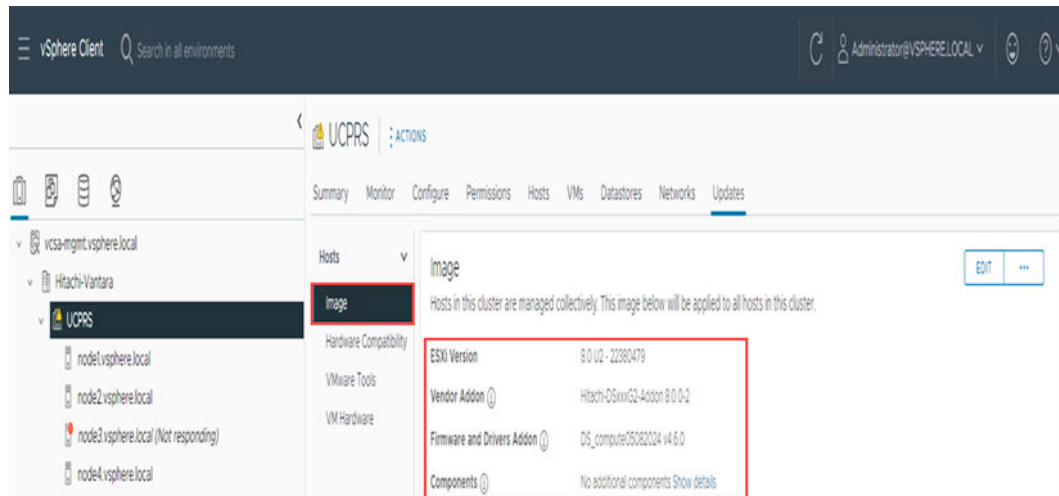 vSphere Client Search in all environments Administrator@VSPHERE.LOCAL
UCPRS ACTIONS
Summary Monitor Configure Permissions Hosts VMs Datastores Networks Updates
vcsa-mgmt.vsphere.local
Hitachi-Vantara
UCPRS
node1.vsphere.local
node2.vsphere.local
node3.vsphere.local (Not responding)
node4.vsphere.local
Hosts
Image
Hardware Compatibility
VMware Tools
VM Hardware
Image
EDIT ...
Hosts in this cluster are managed collectively. This image below will be applied to all hosts in this cluster.
ESXi Version 8.0 U2 - 22380479
Vendor Addon Hitachi-DSxxxG2-Addon 8.0.0-2
Firmware and Drivers Addon DS_compute05082024 v4.6.0
Components No additional components Show details